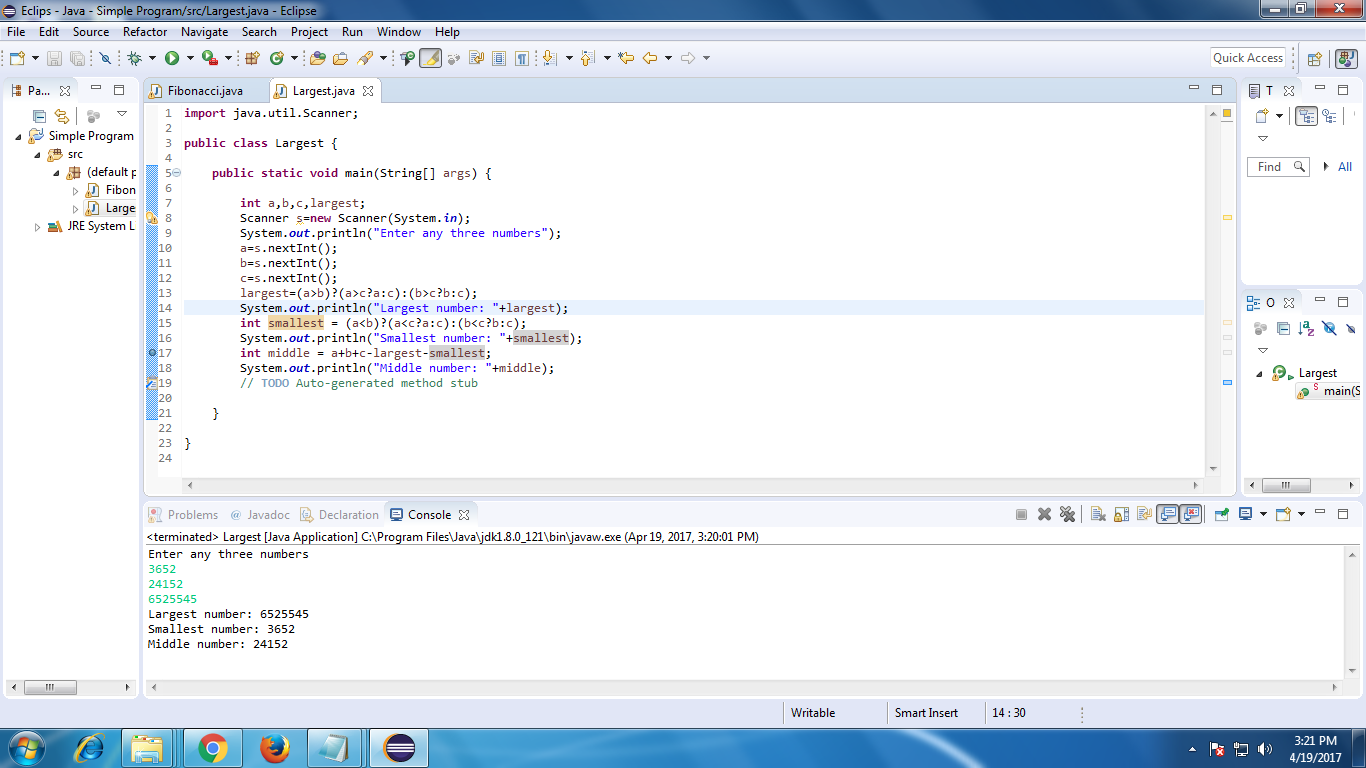 Eclips - Java - Simple Program/src/Largest.java - Eclipse
File Edit Source Refactor Navigate Search Project Run Window Help
Quick Access
Pa...
Fibonacci.java Largest.java
T
Simple Program
src
(default p
Fibon
Large
JRE System L
1 import java.util.Scanner;
2
3 public class Largest {
4
5 public static void main(String[] args) {
6
7 int a,b,c,largest;
8 Scanner s=new Scanner(System.in);
9 System.out.println("Enter any three numbers");
10 a=s.nextInt();
11 b=s.nextInt();
12 c=s.nextInt();
13 largest=(a>b)?(a>c?a:c):(b>c?b:c);
14 System.out.println("Largest number: "+largest);
15 int smallest = (a<b)?(a<c?a:c):(b<c?b:c);
16 System.out.println("Smallest number: "+smallest);
17 int middle = a+b+c-largest-smallest;
18 System.out.println("Middle number: "+middle);
19 // TODO Auto-generated method stub
20
21 }
22
23 }
24
Find All
O
Largest
main(S
Problems @ Javadoc Declaration Console
<terminated> Largest [Java Application] C:\Program Files\Java\jdk1.8.0_121\bin\javaw.exe (Apr 19, 2017, 3:20:01 PM)
Enter any three numbers
3652
24152
6525545
Largest number: 6525545
Smallest number: 3652
Middle number: 24152
Writable Smart Insert 14 : 30
3:21 PM
4/19/2017